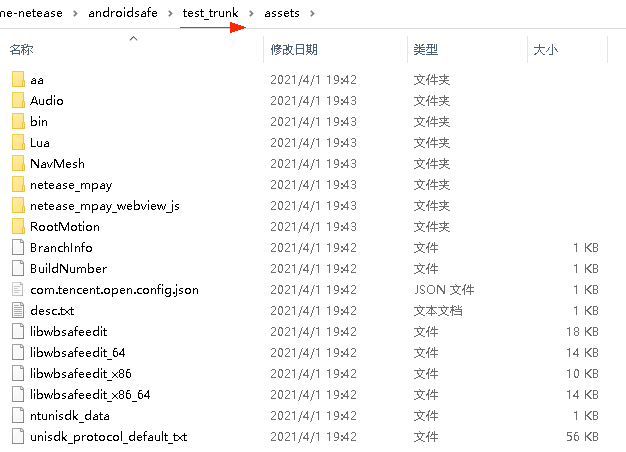 me-netease > androidsafe > test_trunk > assets >
名称 修改日期 类型 大小
aa 2021/4/1 19:42 文件夹
Audio 2021/4/1 19:43 文件夹
bin 2021/4/1 19:43 文件夹
Lua 2021/4/1 19:43 文件夹
NavMesh 2021/4/1 19:43 文件夹
netease_mpay 2021/4/1 19:43 文件夹
netease_mpay_webview_js 2021/4/1 19:43 文件夹
RootMotion 2021/4/1 19:43 文件夹
BranchInfo 2021/4/1 19:42 文件 1 KB
BuildNumber 2021/4/1 19:42 文件 1 KB
com.tencent.open.config.json 2021/4/1 19:42 JSON 文件 1 KB
desc.txt 2021/4/1 19:42 文本文档 1 KB
libwbsafeedit 2021/4/1 19:42 文件 18 KB
libwbsafeedit_64 2021/4/1 19:42 文件 14 KB
libwbsafeedit_x86 2021/4/1 19:42 文件 10 KB
libwbsafeedit_x86_64 2021/4/1 19:42 文件 14 KB
ntunisdk_data 2021/4/1 19:42 文件 1 KB
unisdk_protocol_default_txt 2021/4/1 19:42 文件 56 KB